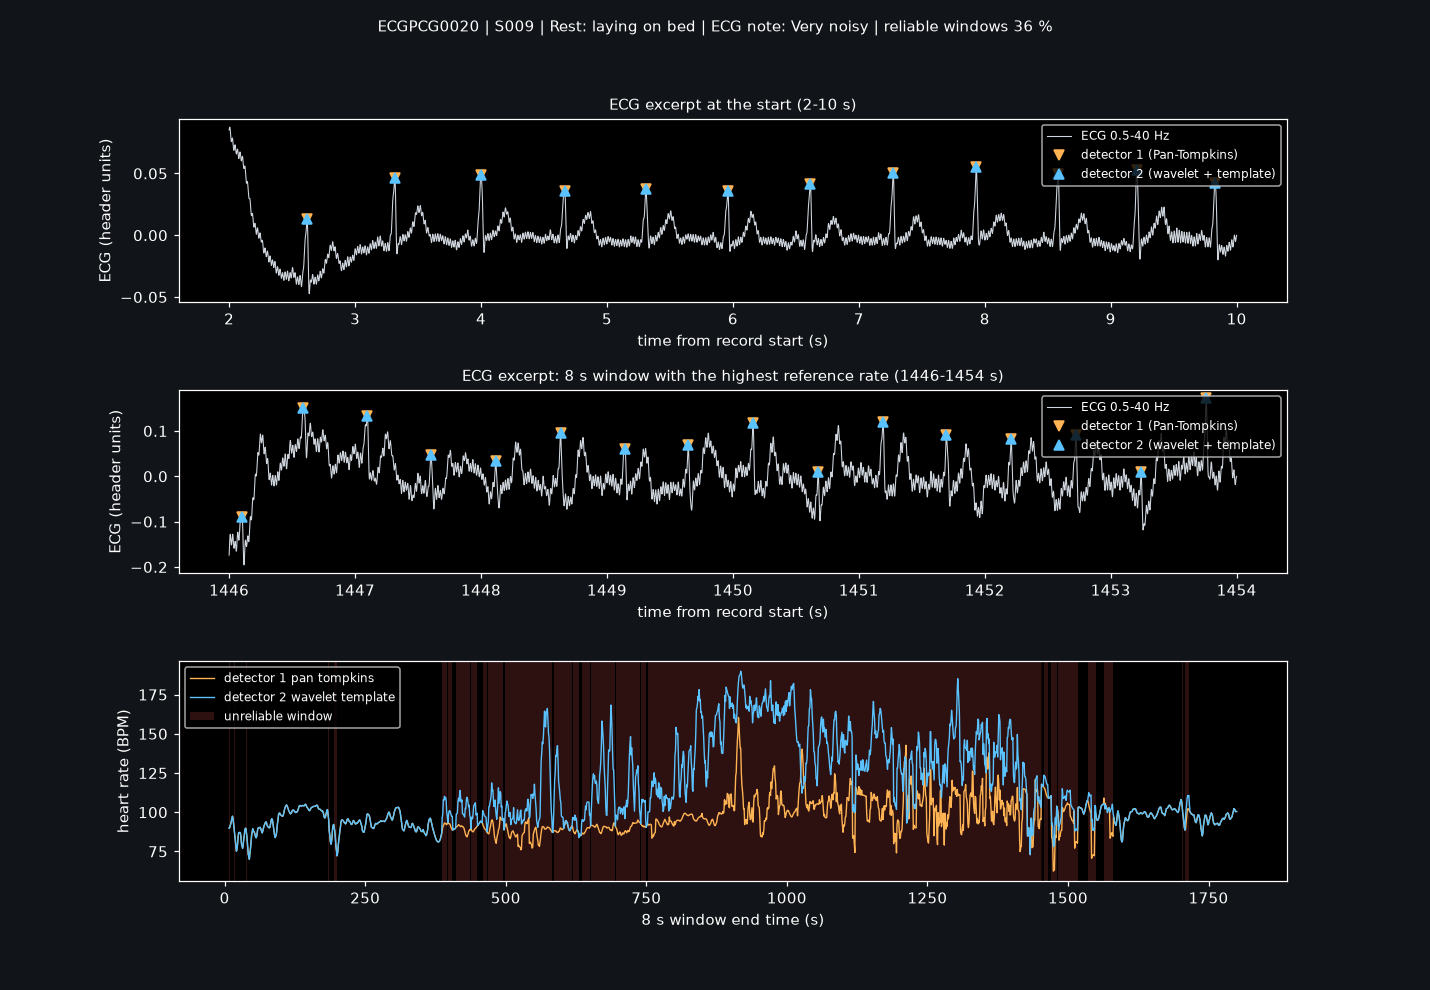 ECGPCG0020 | S009 | Rest: laying on bed | ECG note: Very noisy | reliable windows 36 %
ECG excerpt at the start (2-10 s)
ECG (header units)
0.05
0.00
−0.05
ECG 0.5-40 Hz
detector 1 (Pan-Tompkins)
detector 2 (wavelet + template)
2 3 4 5 6 7 8 9 10
time from record start (s)
ECG excerpt: 8 s window with the highest reference rate (1446-1454 s)
ECG (header units)
0.1
0.0
−0.1
−0.2
ECG 0.5-40 Hz
detector 1 (Pan-Tompkins)
detector 2 (wavelet + template)
1446 1447 1448 1449 1450 1451 1452 1453 1454
time from record start (s)
heart rate (BPM)
175
150
125
100
75
detector 1 pan tompkins
detector 2 wavelet template
unreliable window
0 250 500 750 1000 1250 1500 1750
8 s window end time (s)